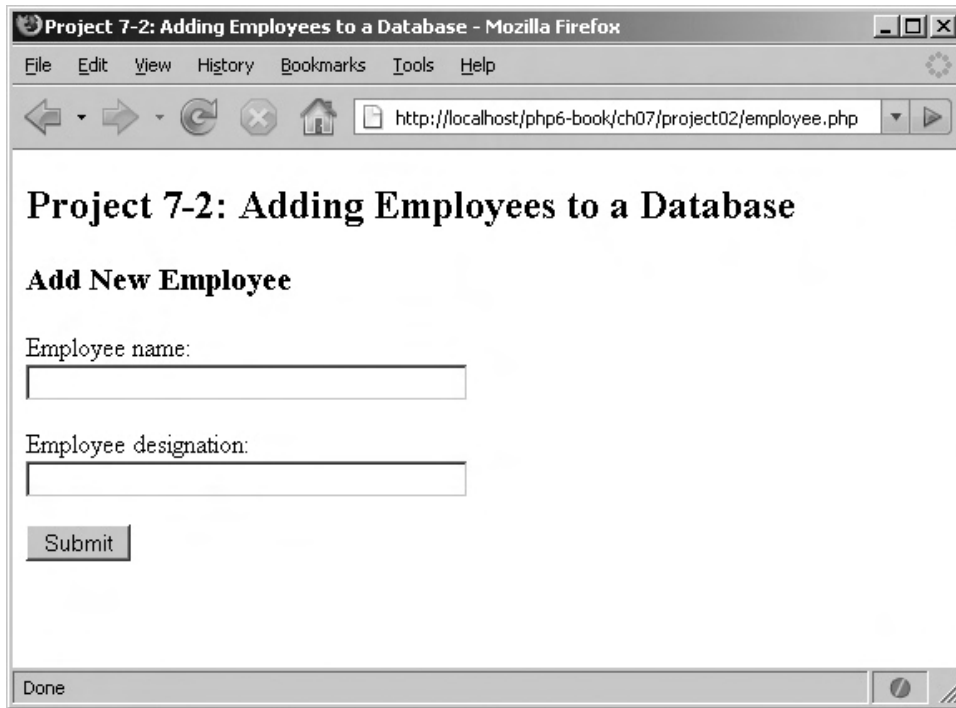 Project 7-2: Adding Employees to a Database - Mozilla Firefox
File Edit View History Bookmarks Tools Help
http://localhost/php6-book/ch07/project02/employee.php
Project 7-2: Adding Employees to a Database
Add New Employee
Employee name:
Employee designation:
Submit
Done